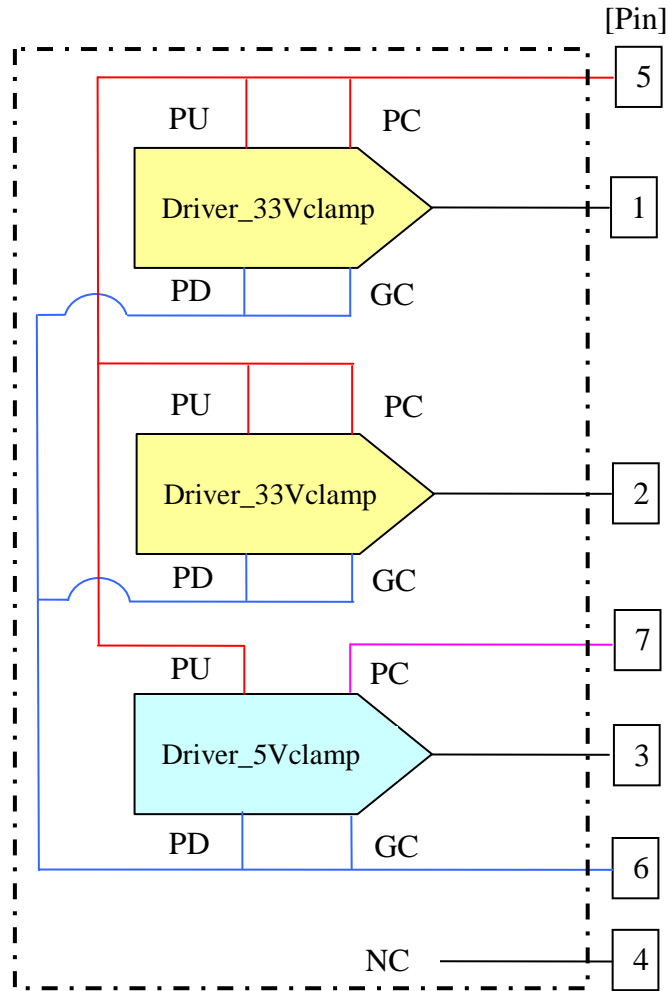 [Pin]
5
PU
PC
Driver_33Vclamp
1
PD
GC
PU
PC
Driver_33Vclamp
2
PD
GC
7
PU
PC
Driver_5Vclamp
3
PD
GC
6
NC
4